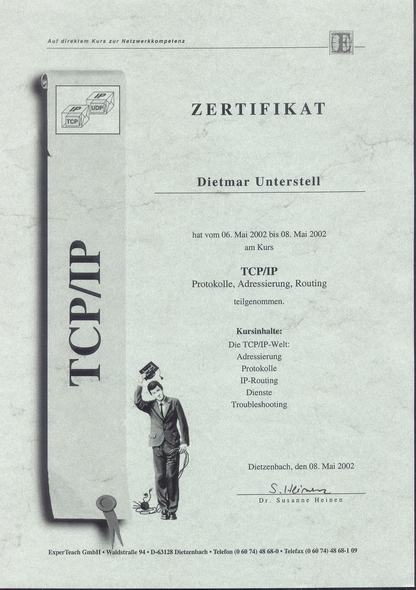 Auf direktem Kurs zur Netzwerkkompetenz
E
ZERTIFIKAT
IP
IP
TCP
UDP
Dietmar Unterstell
hat vom 06. Mai 2002 bis 08. Mai 2002
am Kurs
TCP/IP
Protokolle, Adressierung, Routing
teilgenommen.
TCP/IP
Kursinhalte:
Die TCP/IP-Welt:
Adressierung
Protokolle
IP-Routing
Dienste
Troubleshooting
Dietzenbach, den 08. Mai 2002
S. Heinen
Dr. Susanne Heinen
ExperTeach GmbH • Waldstraße 94 • D-63128 Dietzenbach • Telefon (0 60 74) 48 68-0 • Telefax (0 60 74) 48 68-1 09